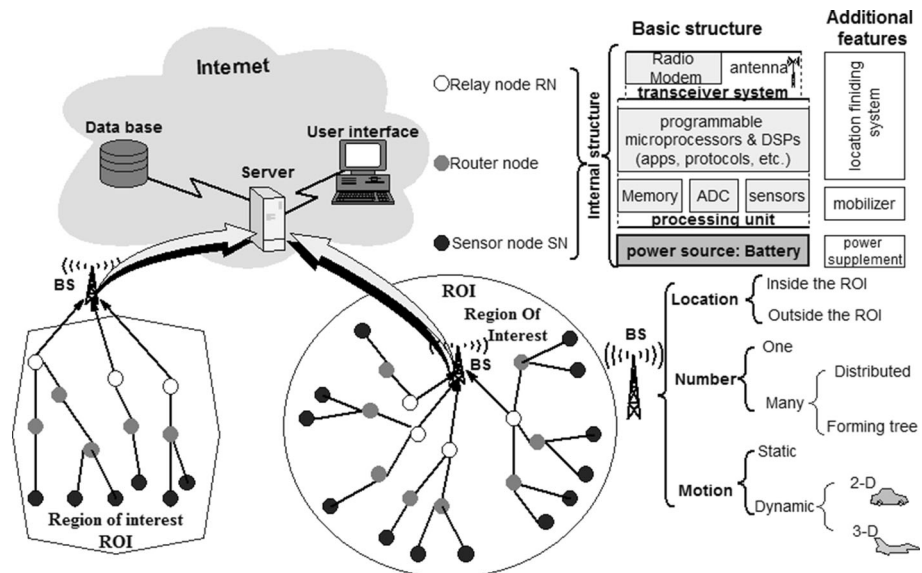 Internet
Data base
User interface
Server
BS
Region of interest
ROI
ROI
Region Of
Interest
BS
Relay node RN
Router node
Sensor node SN
Internal structure
Basic structure
Radio
Modem
antenna
transceiver system
programmable
microprocessors & DSPs
(apps, protocols, etc.)
Memory
ADC
sensors
processing unit
power source: Battery
Additional
features
location finiding
system
mobilizer
power
supplement
BS
Location
Inside the ROI
Outside the ROI
Number
One
Many
Distributed
Forming tree
Motion
Static
Dynamic
2-D
3-D